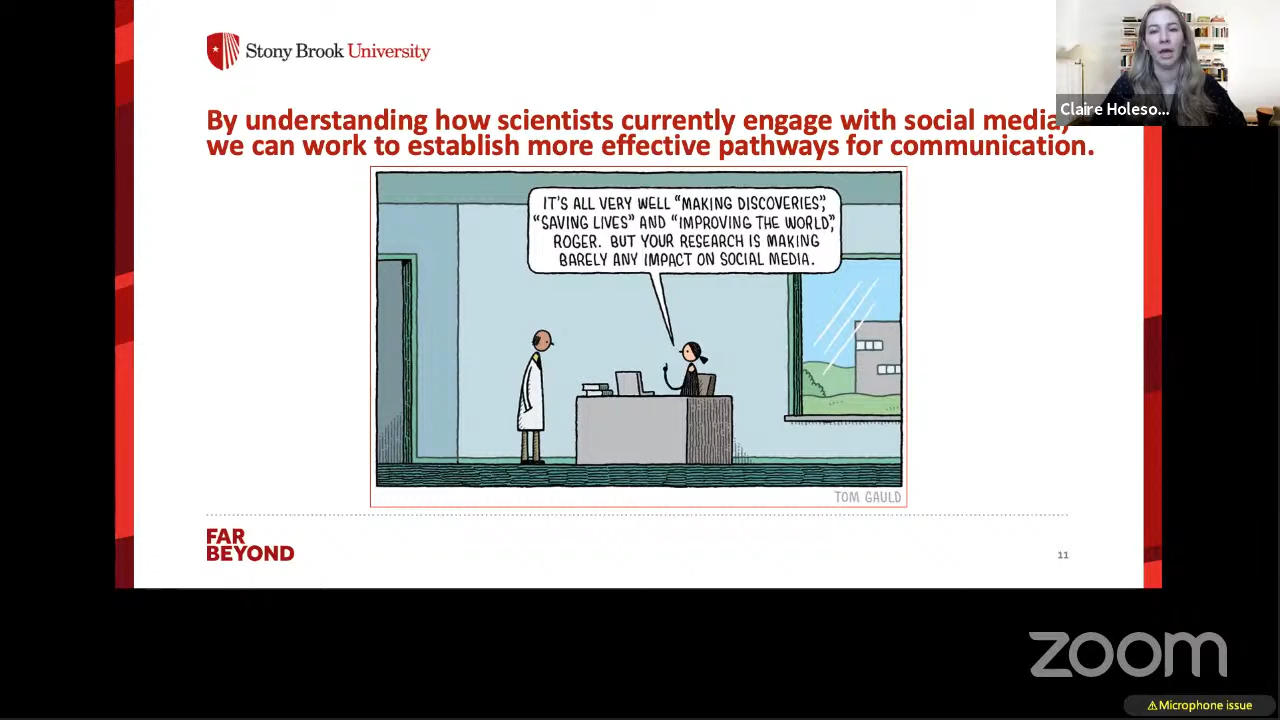 Stony Brook University
Claire Holeso...
By understanding how scientists currently engage with social media,
we can work to establish more effective pathways for communication.
IT'S ALL VERY WELL “MAKING DISCOVERIES”,
“SAVING LIVES” AND “IMPROVING THE WORLD”,
ROGER. BUT YOUR RESEARCH IS MAKING
BARELY ANY IMPACT ON SOCIAL MEDIA.
TOM GAULD
FAR
BEYOND
11
zoom
Microphone issue